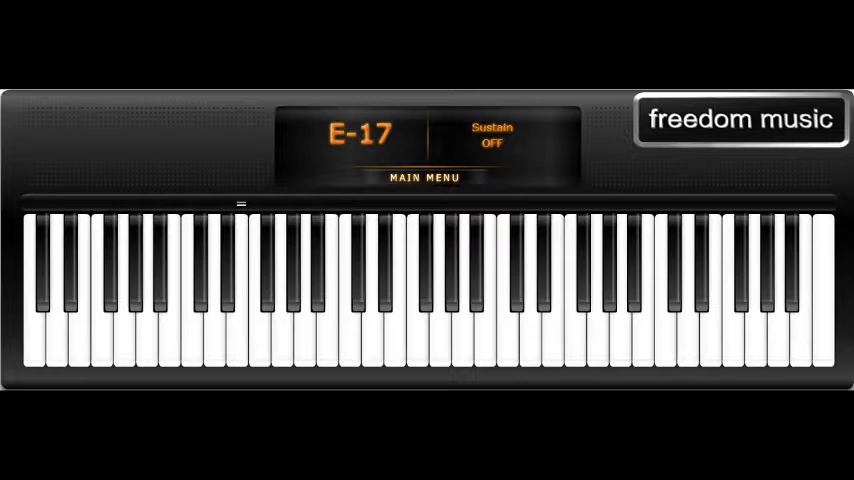 E-17
Sustain
OFF
MAIN MENU
freedom music